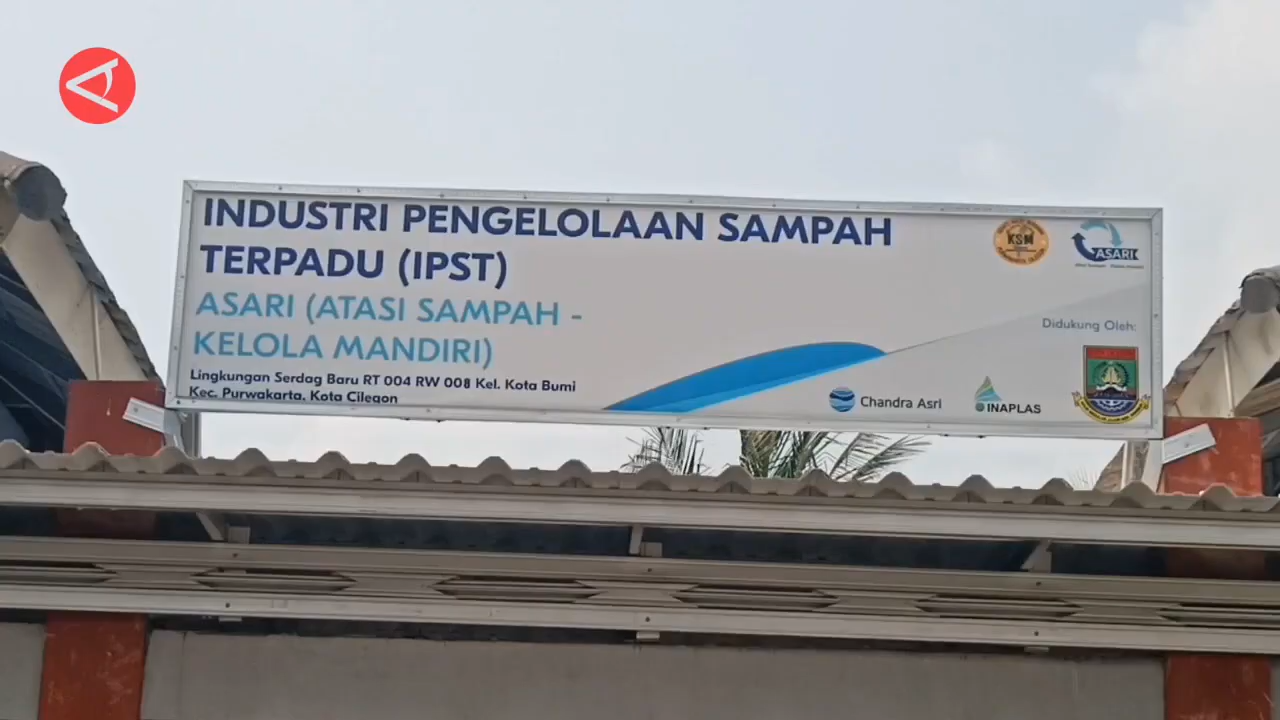 INDUSTRI PENGELOLAAN SAMPAH
TERPADU (IPST)
ASARI (ATASI SAMPAH -
KELOLA MANDIRI)
Lingkungan Serdag Baru RT 004 RW 008 Kel. Kota Bumi
Kec. Purwakarta, Kota Cilegon
KSM
ASARI
Didukung Oleh:
Chandra Asri
INAPLAS